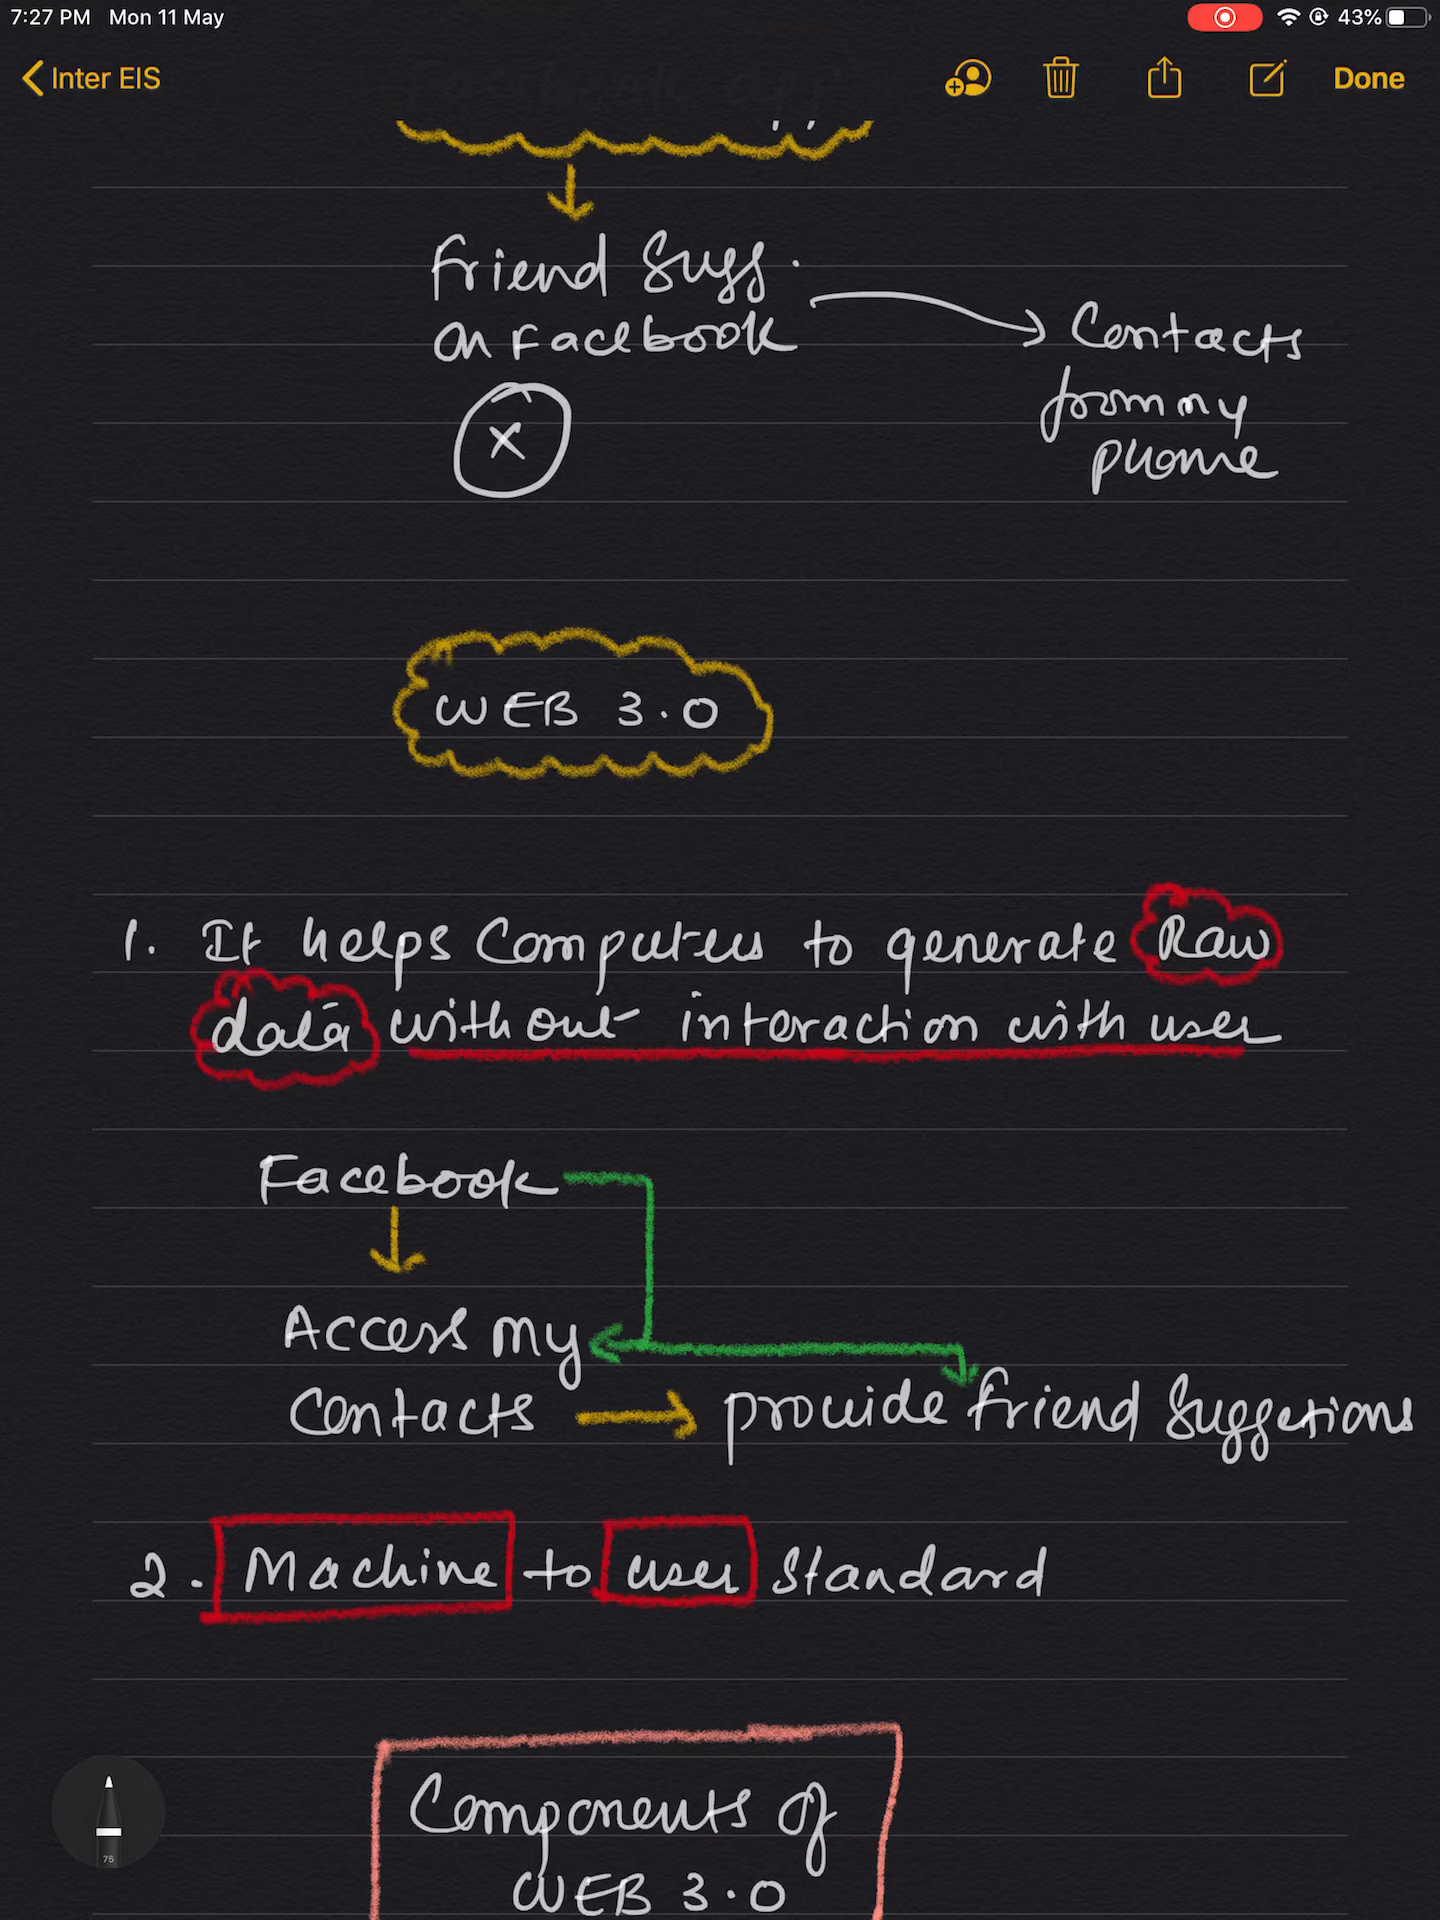 7:27 PM Mon 11 May 43%
Inter EIS Done
Friend Sugg.
on Facebook
Contacts
from my
phone
X
WEB 3.0
1. It helps Computers to generate Raw
data without interaction with user
Facebook
Access my
Contacts → provide friend Suggestions
2. Machine to user Standard
Components of
WEB 3.0
75